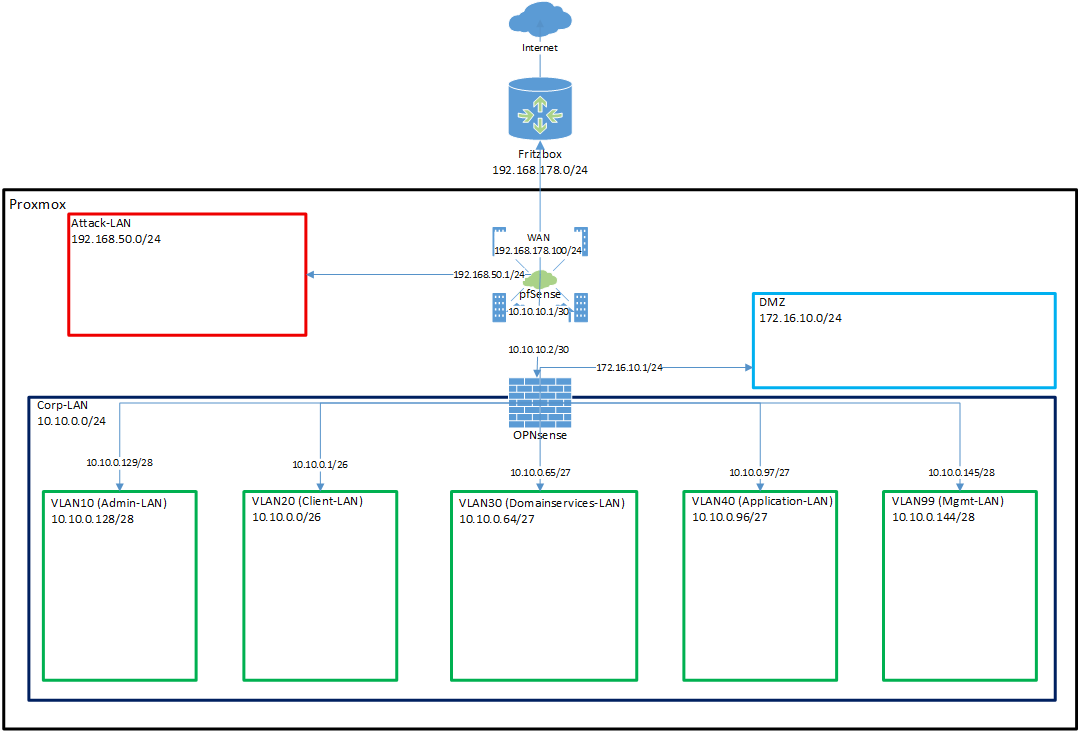 Internet
Fritzbox
192.168.178.0/24
Proxmox
Attack-LAN
192.168.50.0/24
WAN
192.168.178.100/24
192.168.50.1/24
pfSense
10.10.10.1/30
DMZ
172.16.10.0/24
10.10.10.2/30
172.16.10.1/24
Corp-LAN
10.10.0.0/24
OPNsense
10.10.0.129/28
10.10.0.1/26
10.10.0.65/27
10.10.0.97/27
10.10.0.145/28
VLAN10 (Admin-LAN)
10.10.0.128/28
VLAN20 (Client-LAN)
10.10.0.0/26
VLAN30 (Domainservices-LAN)
10.10.0.64/27
VLAN40 (Application-LAN)
10.10.0.96/27
VLAN99 (Mgmt-LAN)
10.10.0.144/28